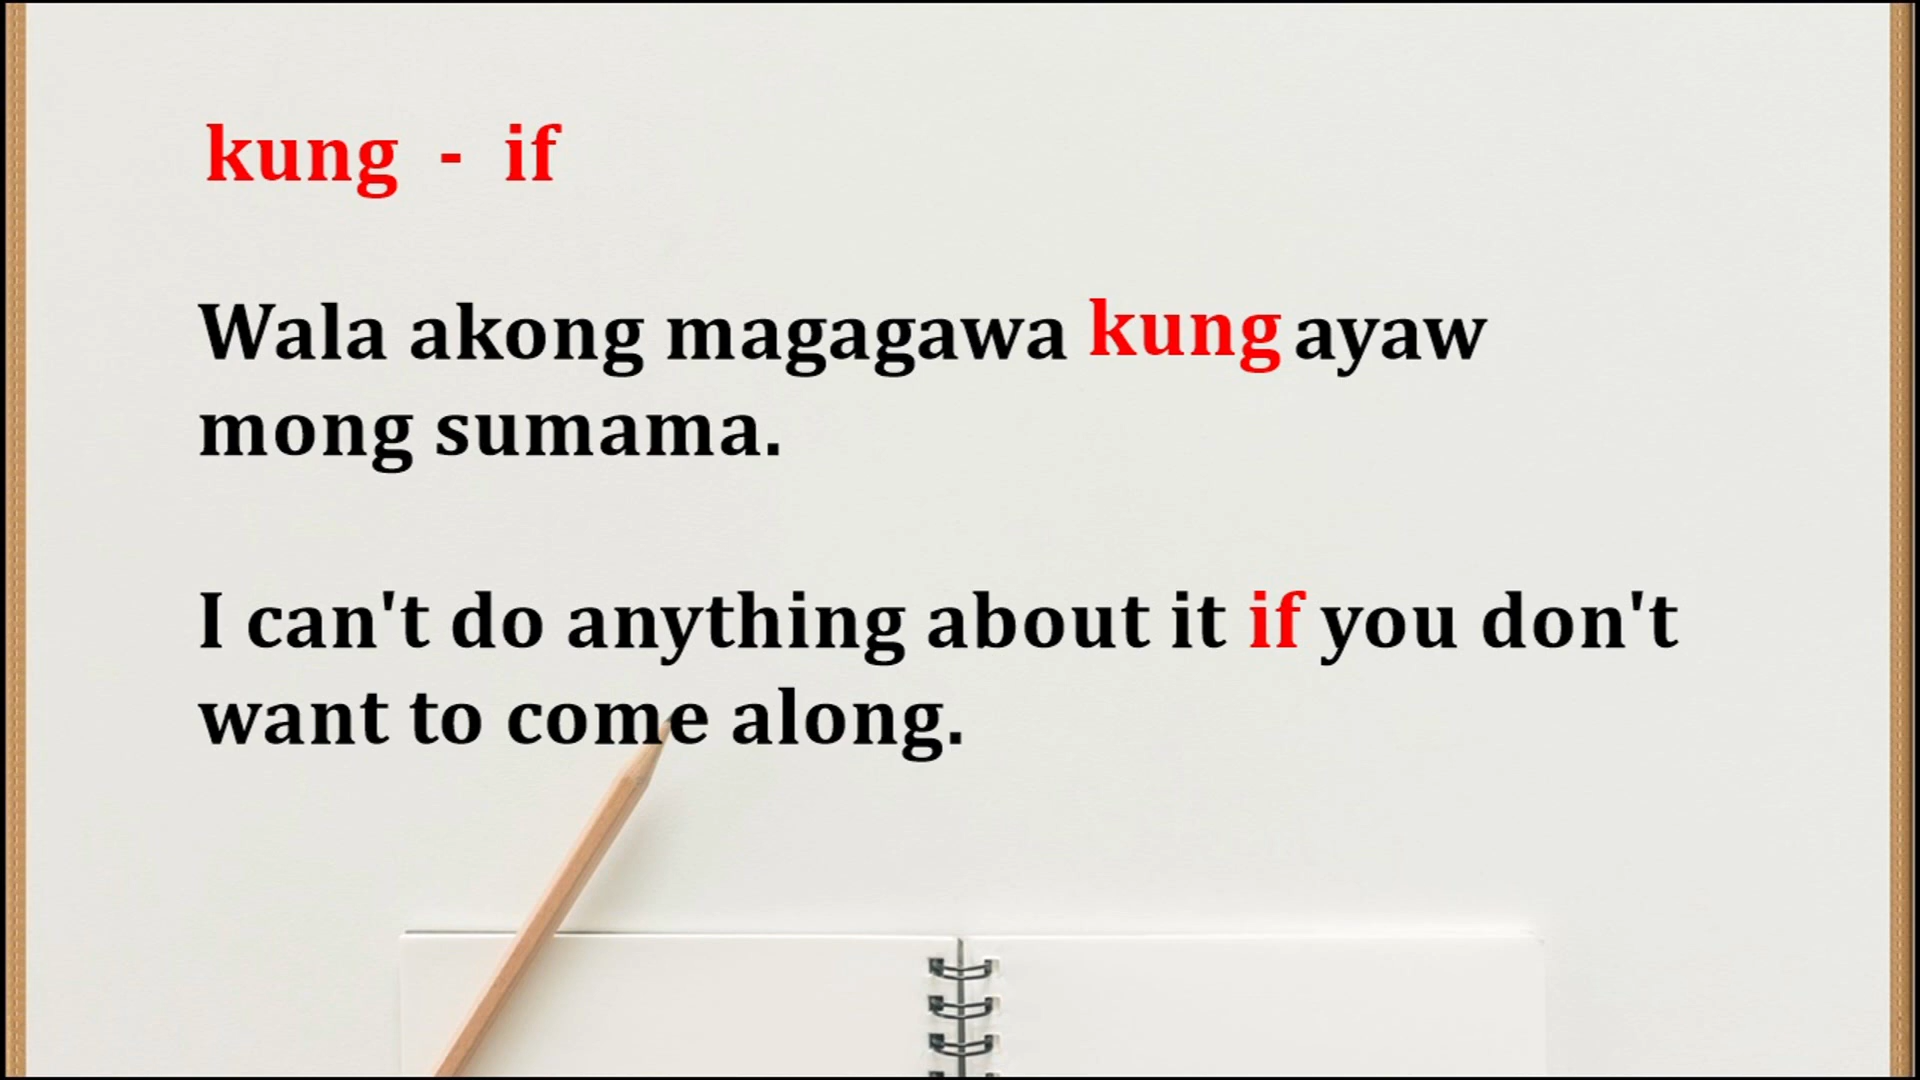 kung - if
Wala akong magagawa kung ayaw
mong sumama.
I can't do anything about it if you don't
want to come along.